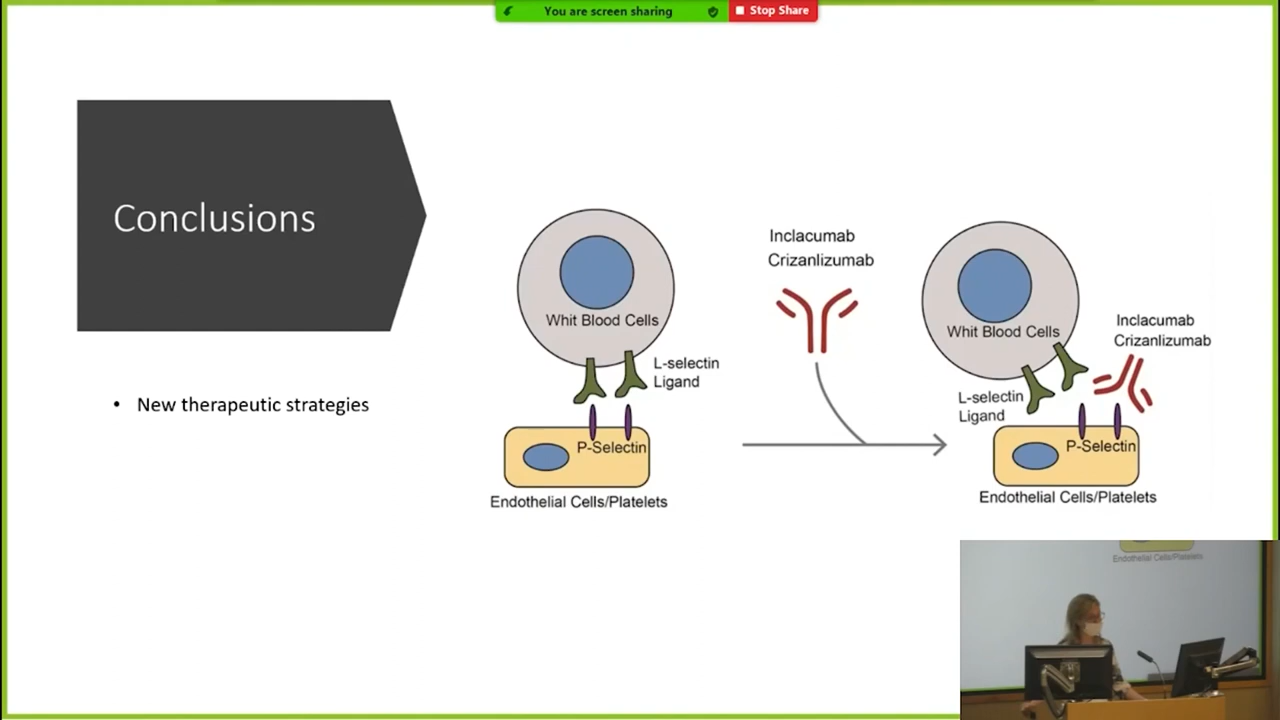 You are screen sharing
Stop Share
Conclusions
• New therapeutic strategies
Whit Blood Cells
L-selectin
Ligand
P-Selectin
Endothelial Cells/Platelets
Inclacumab
Crizanlizumab
Whit Blood Cells
Inclacumab
Crizanlizumab
L-selectin
Ligand
P-Selectin
Endothelial Cells/Platelets
Endothelial Cells/Platelets